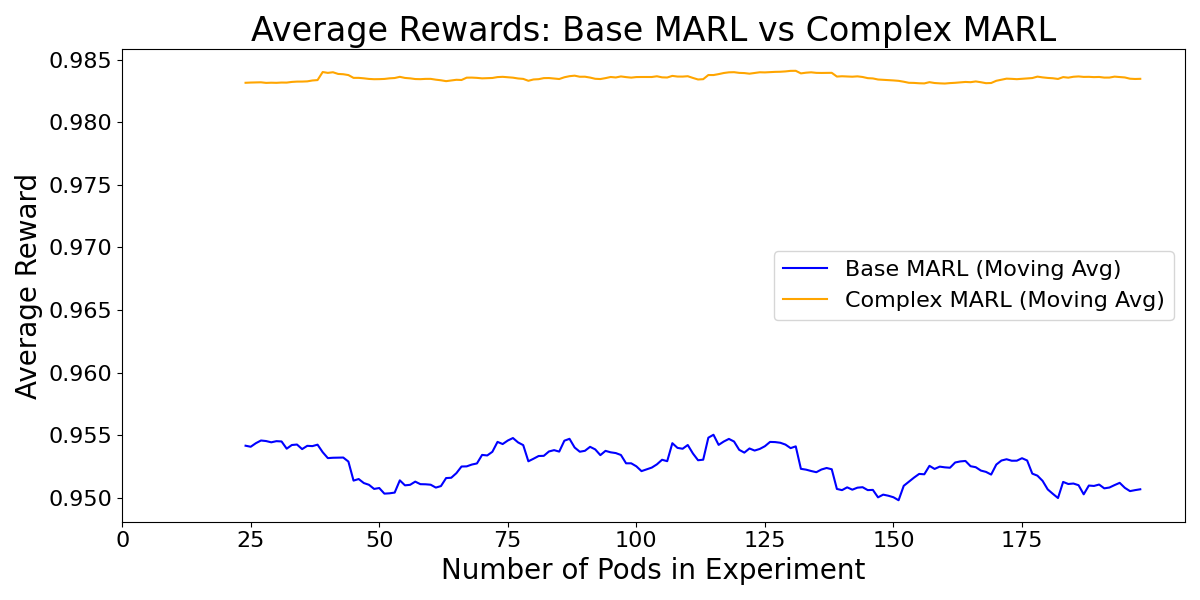 Average Rewards: Base MARL vs Complex MARL
0.985
0.980
0.975
0.970
0.965
0.960
0.955
0.950
Average Reward
Base MARL (Moving Avg)
Complex MARL (Moving Avg)
0 25 50 75 100 125 150 175
Number of Pods in Experiment